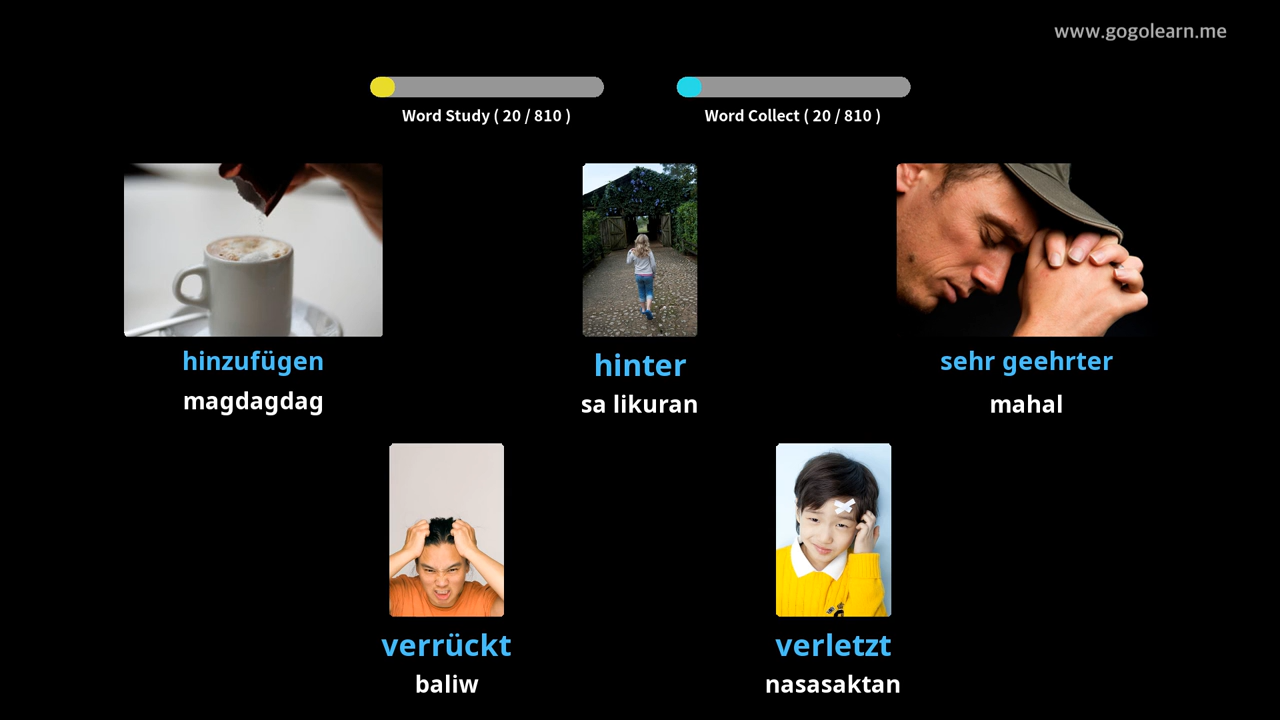 www.gogolearn.me
Word Study ( 20 / 810 )
Word Collect ( 20 / 810 )
hinzufügen
magdagdag
hinter
sa likuran
sehr geehrter
mahal
verrückt
baliw
verletzt
nasasaktan